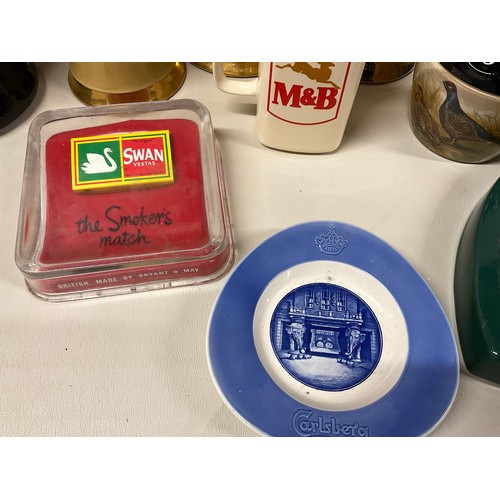 M&B
SWAN
VESTAS
the Smoker's
match
BRITISH MADE BY BRYANT & MAY
Carlsberg